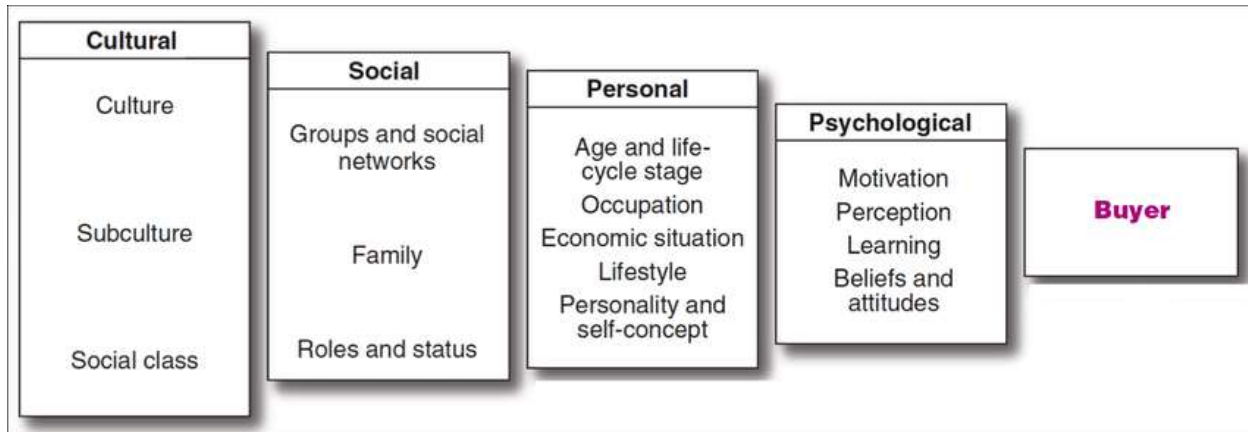 Cultural
Culture
Subculture
Social class
Social
Groups and social
networks
Family
Roles and status
Personal
Age and life-
cycle stage
Occupation
Economic situation
Lifestyle
Personality and
self-concept
Psychological
Motivation
Perception
Learning
Beliefs and
attitudes
Buyer